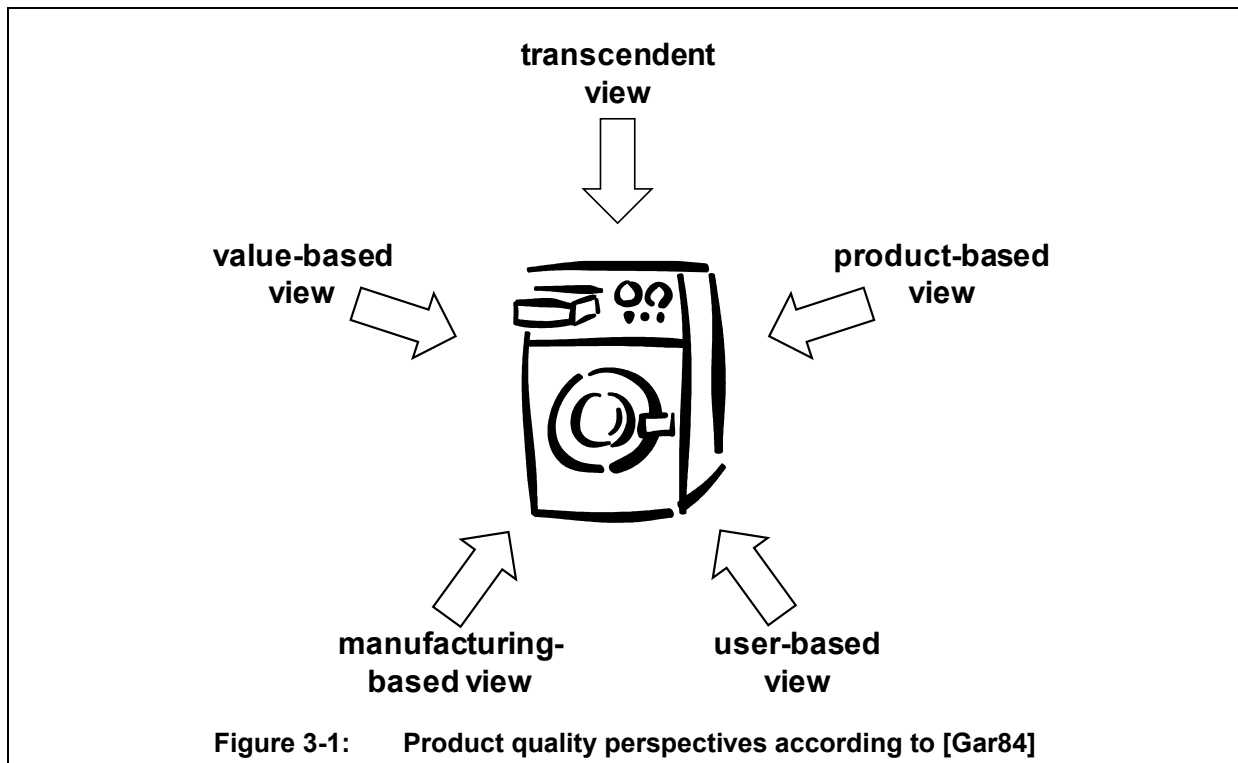 transcendent
view
value-based
view
product-based
view
manufacturing-
based view
user-based
view
Figure 3-1: Product quality perspectives according to [Gar84]